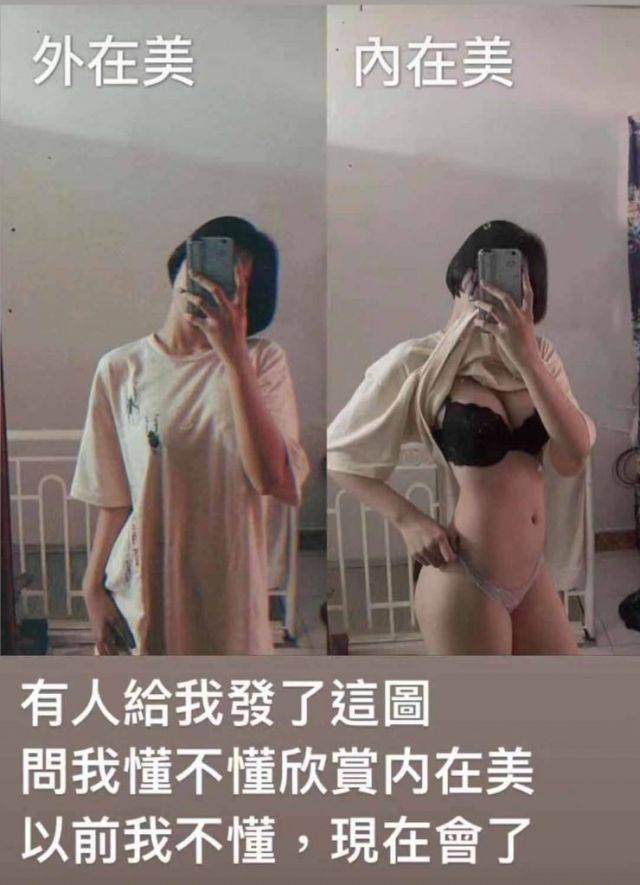 外在美
內在美
有人給我發了這圖
問我懂不懂欣賞内在美
以前我不懂，現在會了